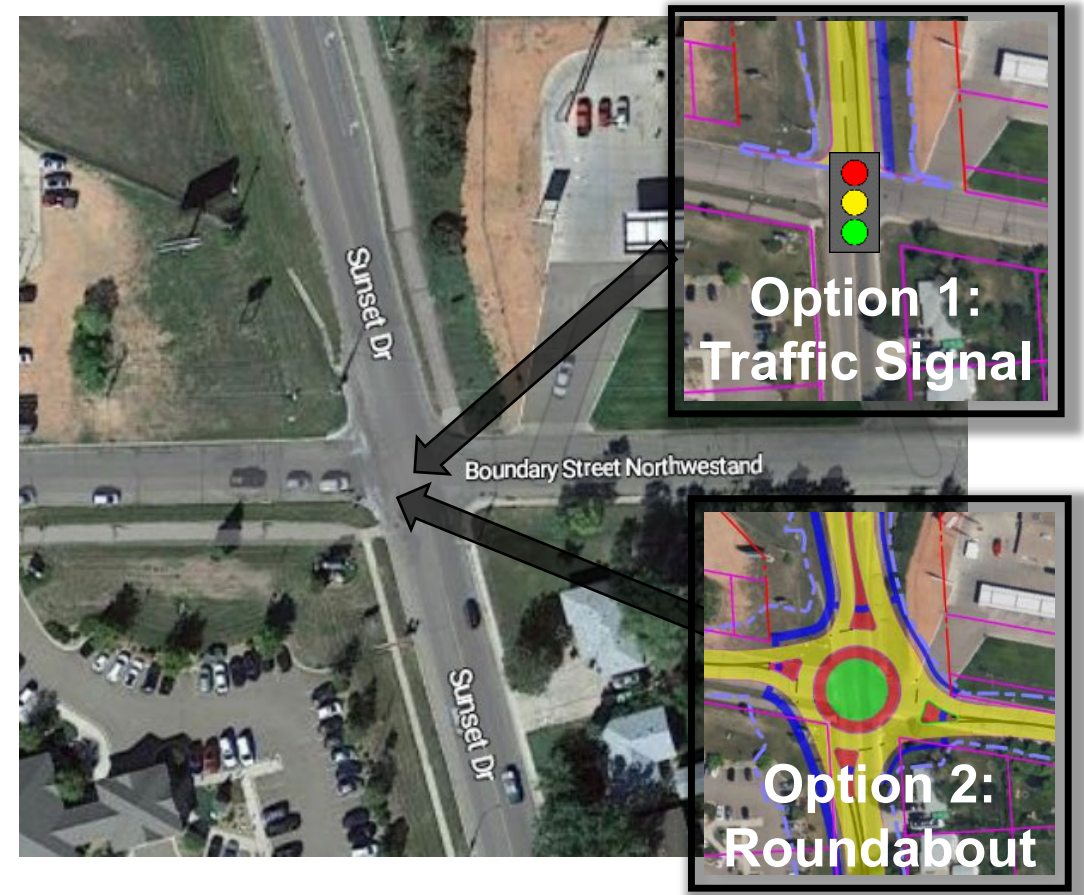 Sunset Dr
Boundary Street Northwestand
Sunset Dr
Option 1:
Traffic Signal
Option 2:
Roundabout